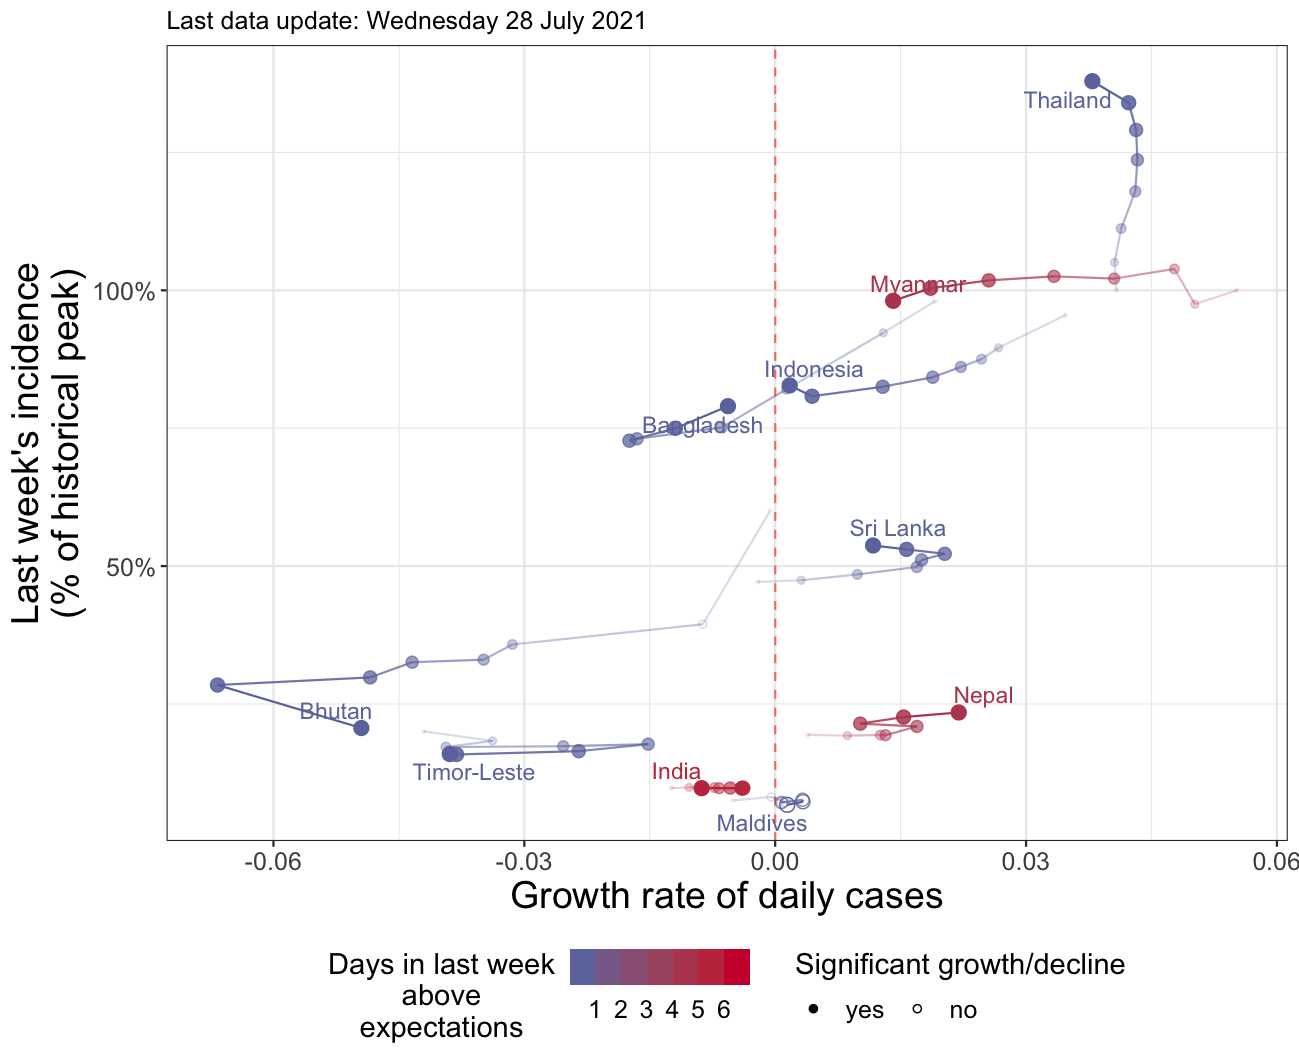 Last data update: Wednesday 28 July 2021
Thailand
Myanmar
Indonesia
Bangladesh
Sri Lanka
Bhutan
Nepal
Timor-Leste
India
Maldives
100%
50%
Last week's incidence
(% of historical peak)
-0.06 -0.03 0.00 0.03 0.06
Growth rate of daily cases
Days in last week
above
expectations
1 2 3 4 5 6
Significant growth/decline
yes no